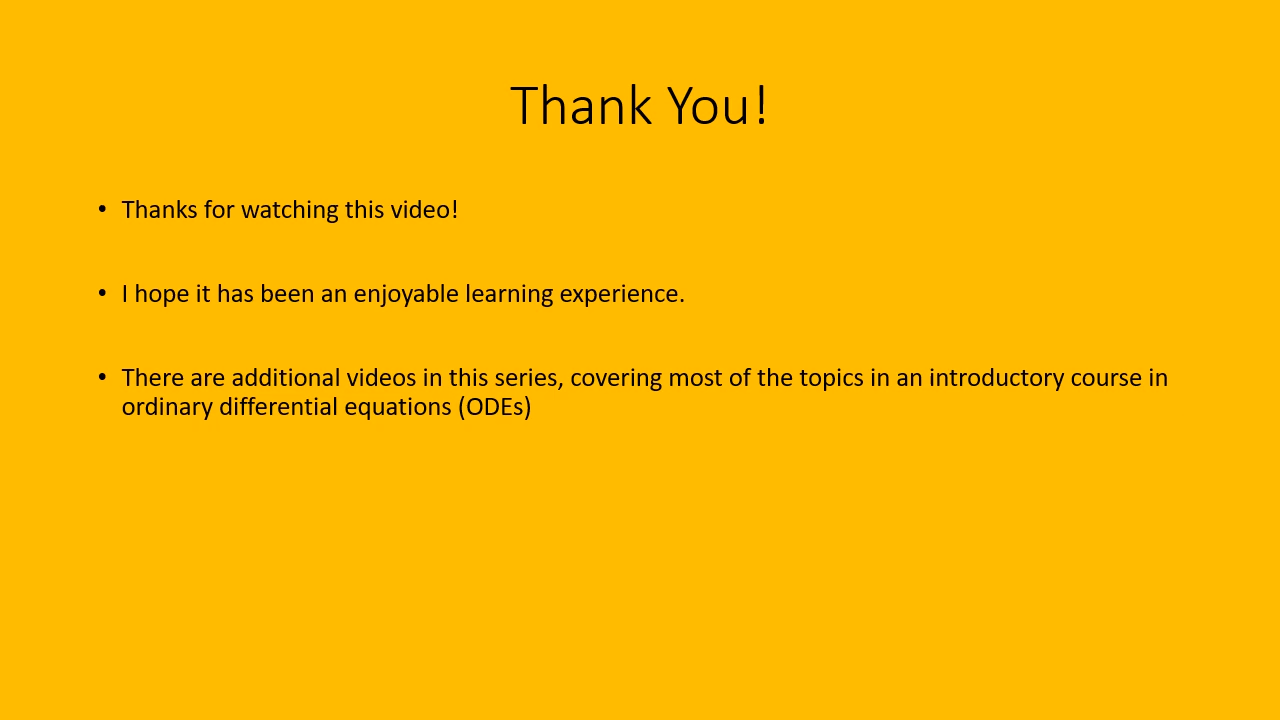 Thank You!
• Thanks for watching this video!
• I hope it has been an enjoyable learning experience.
• There are additional videos in this series, covering most of the topics in an introductory course in
ordinary differential equations (ODEs)